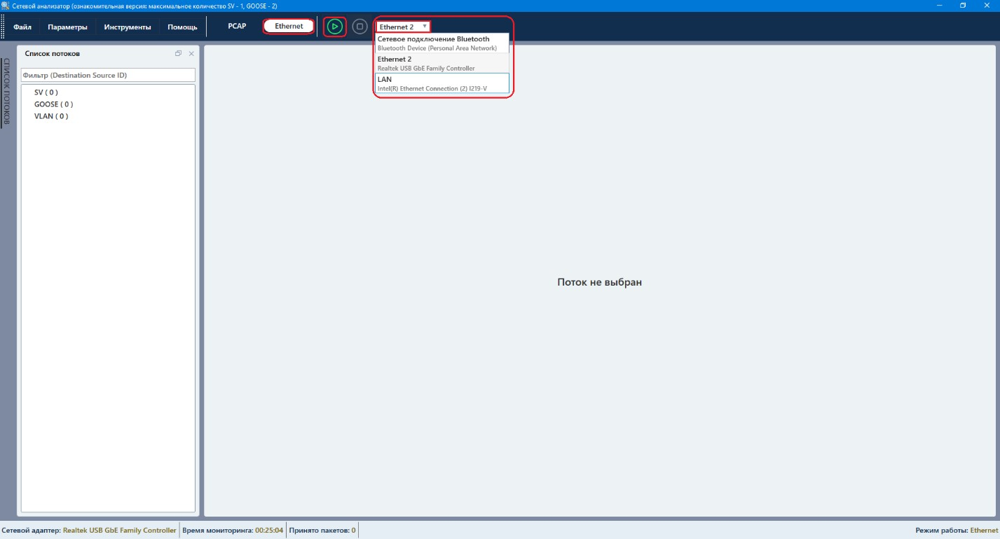 Сетевой анализатор (ознакомительная версия: максимальное количество SV - 1, GOOSE - 2)
Файл Параметры Инструменты Помощь PCAP Ethernet Ethernet 2
Сетевое подключение Bluetooth
Bluetooth Device (Personal Area Network)
Ethernet 2
Realtek USB GbE Family Controller
LAN
Intel(R) Ethernet Connection (2) I219-V
СПИСОК ПОТОКОВ
Список потоков
Фильтр (Destination Source ID)
SV ( 0 )
GOOSE ( 0 )
VLAN ( 0 )
Поток не выбран
Сетевой адаптер: Realtek USB GbE Family Controller Время мониторинга: 00:25:04 Принято пакетов: 0 Режим работы: Ethernet